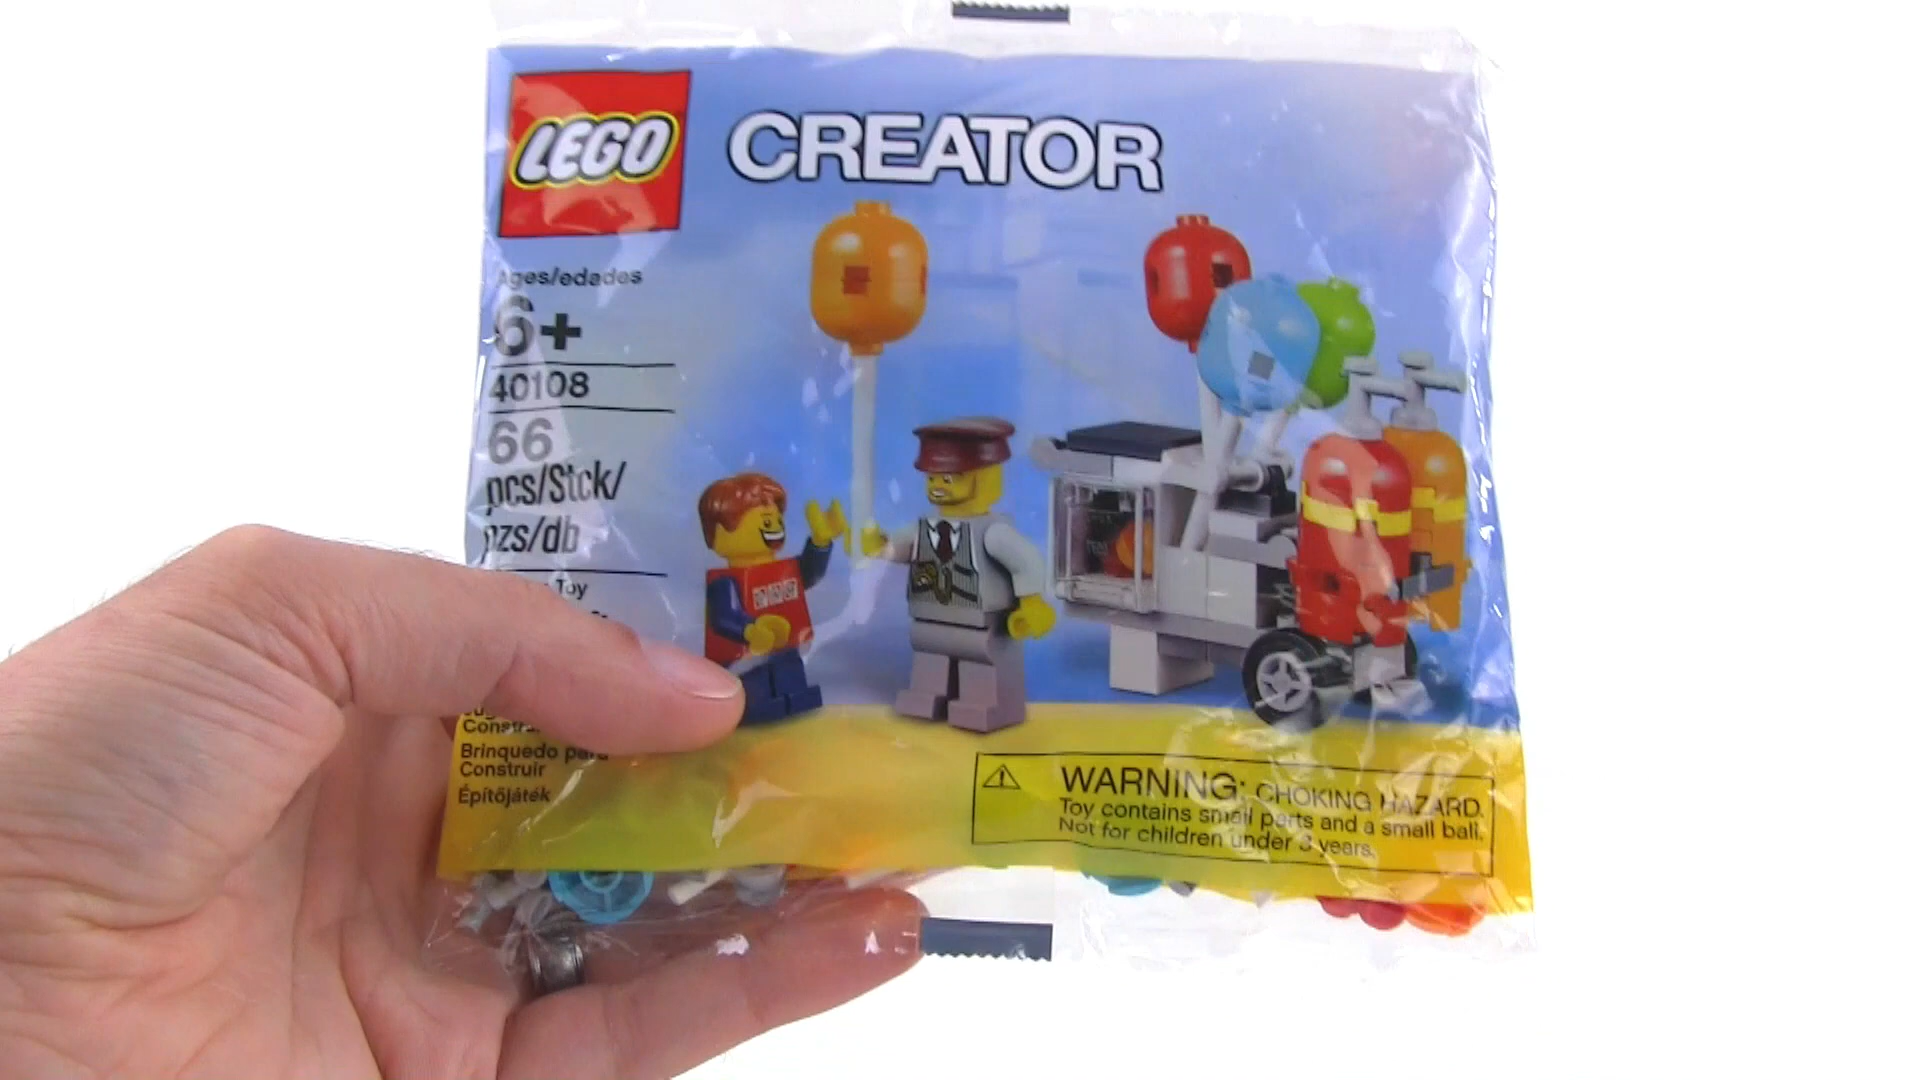 LEGO
CREATOR
Ages/edades
6+
40108
66
pcs/Stck/
pzs/db
Toy
Brinquedo para
Construir
Építőjáték
WARNING: CHOKING HAZARD.
Toy contains small parts and a small ball.
Not for children under 3 years.